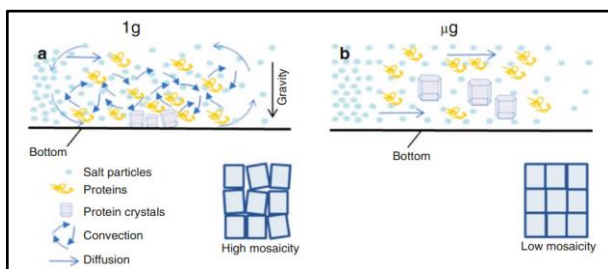 1g
µg
a
b
Gravity
Bottom
Bottom
Salt particles
Proteins
Protein crystals
Convection
Diffusion
High mosaicity
Low mosaicity